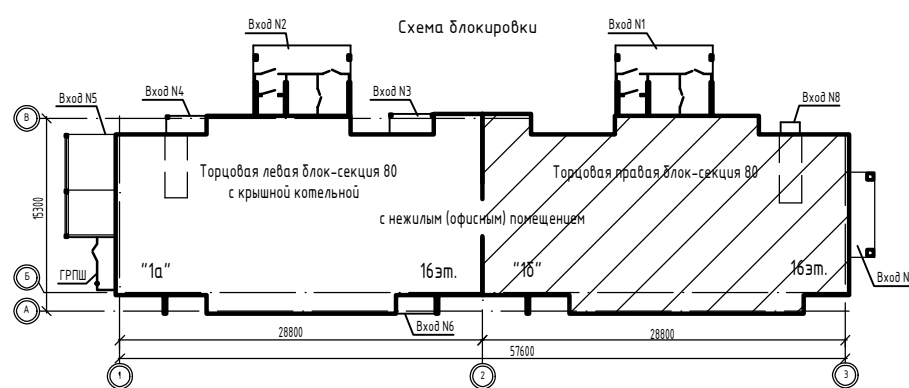 Схема блокировки
Вход N2
Вход N1
Вход N5
Вход N4
Вход N3
Вход N8
В
Торцовая левая блок-секция 80
с крышной котельной
Торцовая правая блок-секция 80
15300
с нежилым (офисным) помещением
Б
ГРПШ
"1а"
16эт.
"1б"
16эт.
Вход N
А
Вход N6
28800
28800
57600
1
2
3